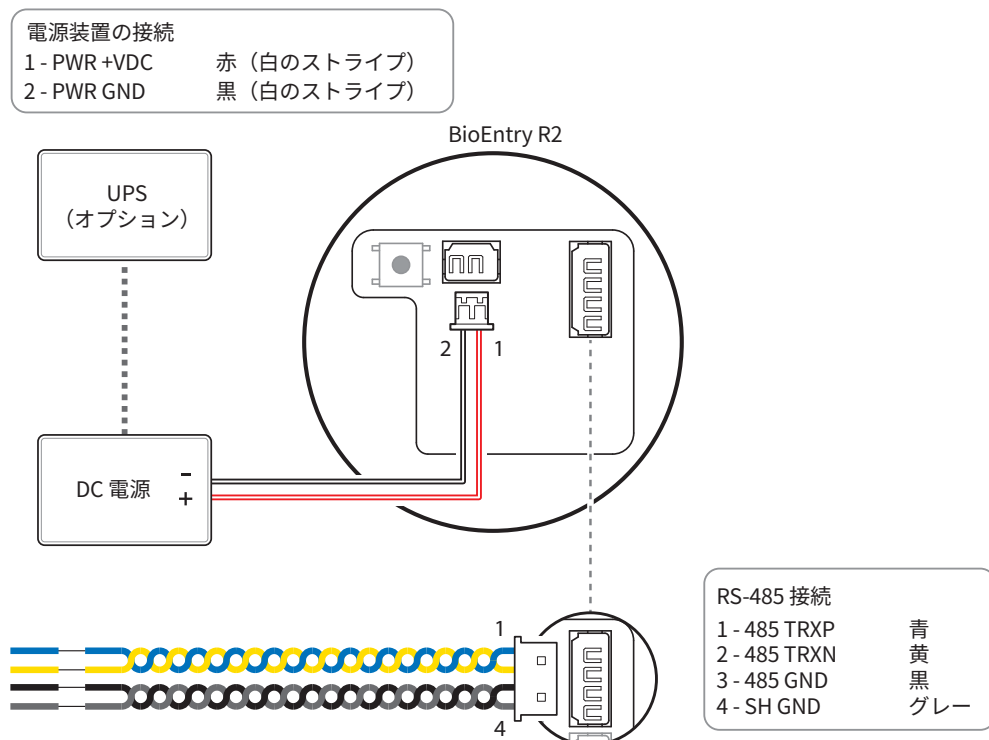 電源装置の接続
1 - PWR +VDC 赤（白のストライプ）
2 - PWR GND 黒（白のストライプ）
BioEntry R2
UPS
（オプション）
2 1
DC 電源
-
+
RS-485 接続
1 - 485 TRXP 青
2 - 485 TRXN 黄
3 - 485 GND 黒
4 - SH GND グレー
1
4